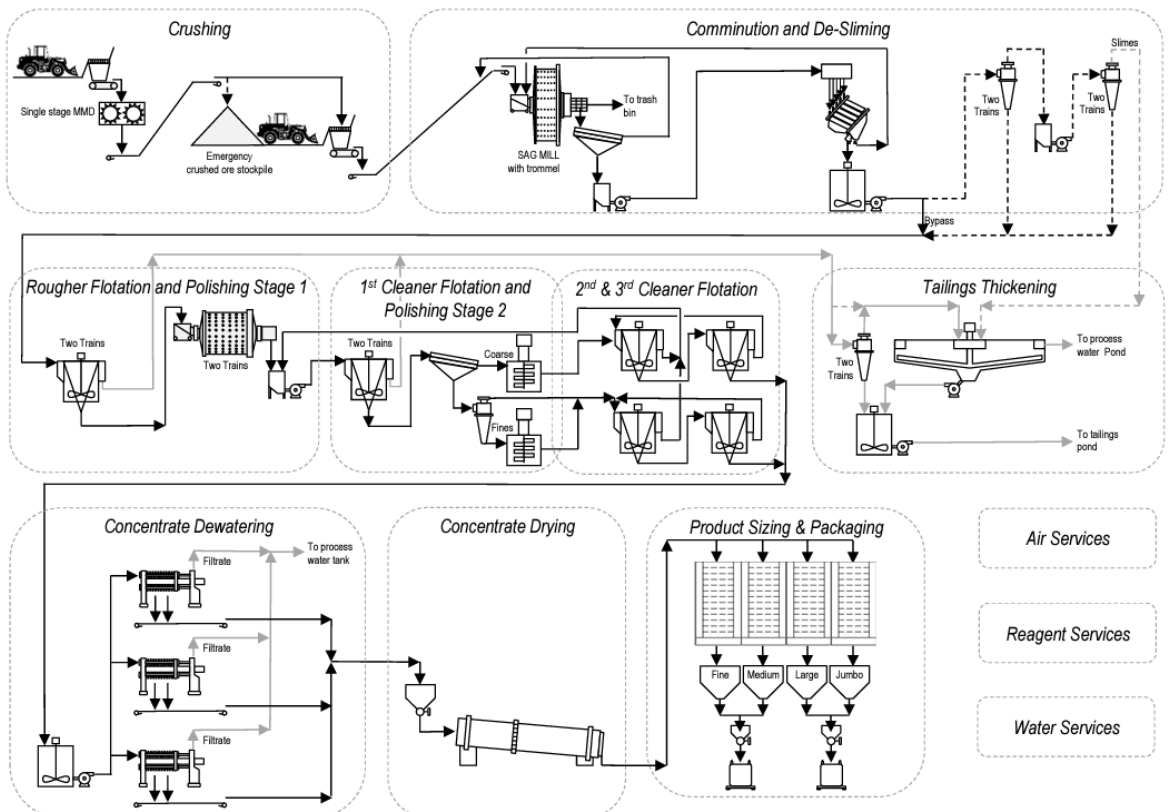 Crushing
Single stage MMD
Emergency
crushed ore stockpile
Comminution and De-Sliming
To trash
bin
SAG MILL
with trommel
Two
Trains
Slimes
Two
Trains
Bypass
Rougher Flotation and Polishing Stage 1
Two Trains
Two Trains
1st Cleaner Flotation and
Polishing Stage 2
Two Trains
Coarse
Fines
2nd & 3rd Cleaner Flotation
Tailings Thickening
Two
Trains
To process
water Pond
To tailings
pond
Concentrate Dewatering
Filtrate
To process
water tank
Filtrate
Filtrate
Concentrate Drying
Product Sizing & Packaging
Fine
Medium
Large
Jumbo
Air Services
Reagent Services
Water Services